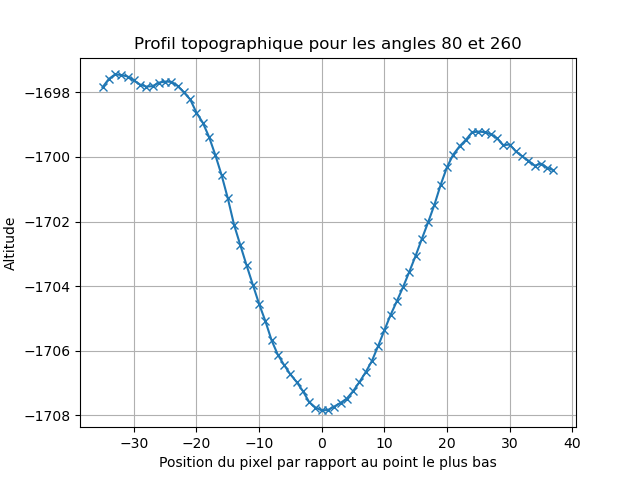 Profil topographique pour les angles 80 et 260
Altitude
−1698
−1700
−1702
−1704
−1706
−1708
−30 −20 −10 0 10 20 30 40
Position du pixel par rapport au point le plus bas